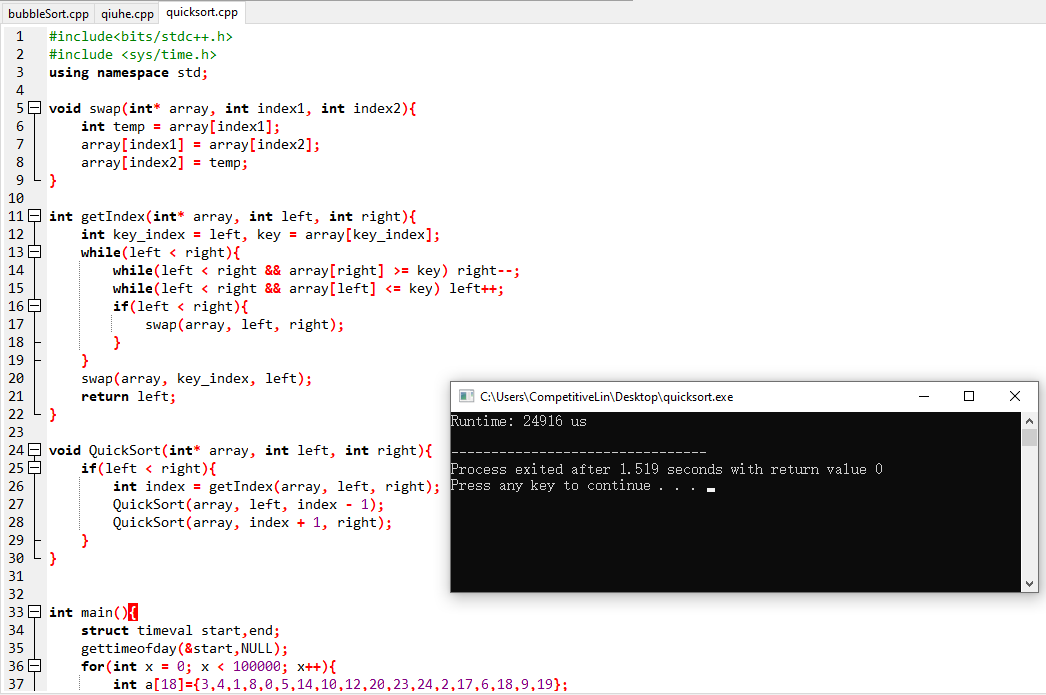 bubbleSort.cpp qiuhe.cpp quicksort.cpp
1 #include<bits/stdc++.h>
2 #include <sys/time.h>
3 using namespace std;
4
5 void swap(int* array, int index1, int index2){
6 int temp = array[index1];
7 array[index1] = array[index2];
8 array[index2] = temp;
9 }
10
11 int getIndex(int* array, int left, int right){
12 int key_index = left, key = array[key_index];
13 while(left < right){
14 while(left < right && array[right] >= key) right--;
15 while(left < right && array[left] <= key) left++;
16 if(left < right){
17 swap(array, left, right);
18 }
19 }
20 swap(array, key_index, left);
21 return left;
22 }
23
24 void QuickSort(int* array, int left, int right){
25 if(left < right){
26 int index = getIndex(array, left, right);
27 QuickSort(array, left, index - 1);
28 QuickSort(array, index + 1, right);
29 }
30 }
31
32
33 int main(){
34 struct timeval start,end;
35 gettimeofday(&start,NULL);
36 for(int x = 0; x < 100000; x++){
37 int a[18]={3,4,1,8,0,5,14,10,12,20,23,24,2,17,6,18,9,19};
C:\Users\CompetitiveLin\Desktop\quicksort.exe
Runtime: 24916 us
--------------------------------
Process exited after 1.519 seconds with return value 0
Press any key to continue . . .